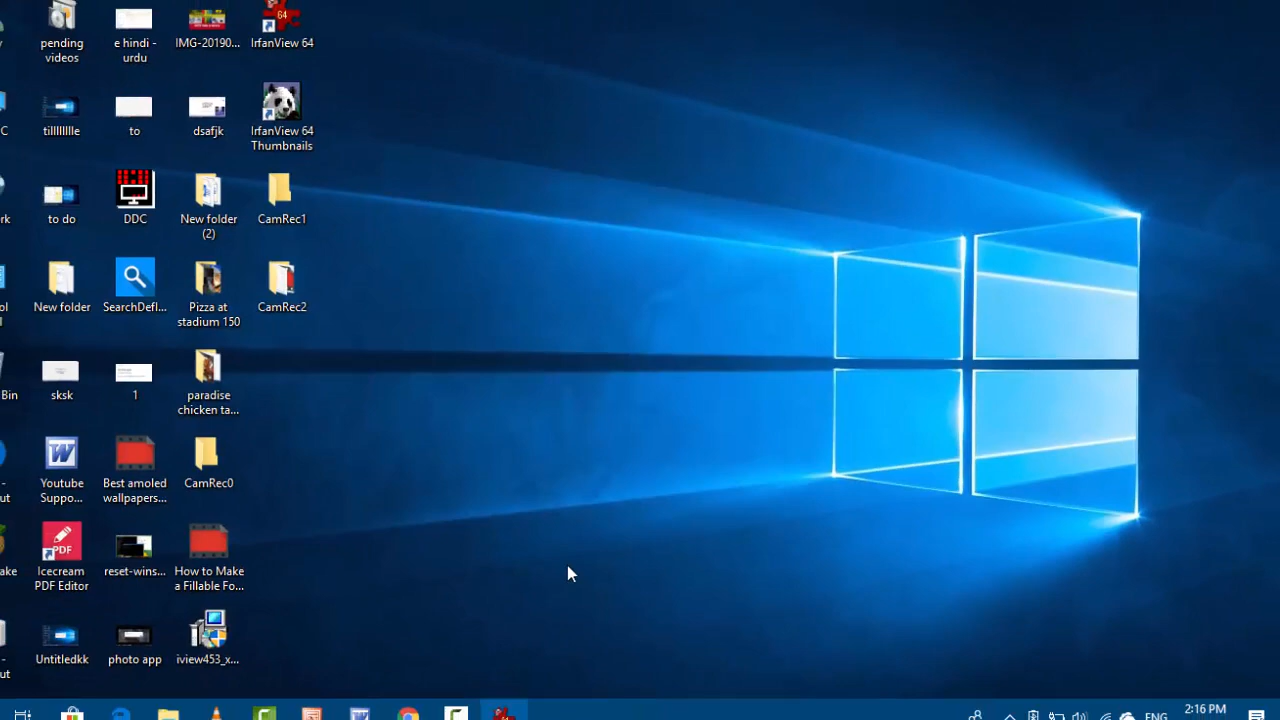 pending
videos
e hindi -
urdu
IMG-20190...
64
IrfanView 64
tilllllllle
to
dsafjk
IrfanView 64
Thumbnails
to do
DDC
New folder
(2)
CamRec1
New folder
SearchDefl...
Pizza at
stadium 150
CamRec2
Bin
sksk
1
paradise
chicken ta...
W
Youtube
Suppo...
Best amoled
wallpapers...
CamRec0
PDF
Icecream
PDF Editor
reset-wins...
How to Make
a Fillable Fo...
Untitledkk
photo app
iview453_x...
2:16 PM
ENG